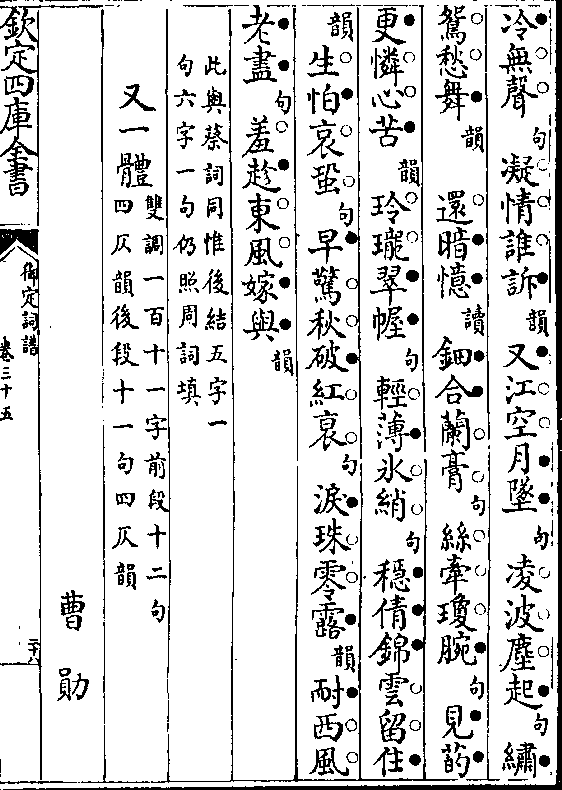 冷無聲句凝情誰訴韻又江空月墜句凌波塵起句繡
鴛愁舞韻還暗憶讀鈿合蘭膏句絲牽瓊腕句見菂
更憐心苦韻玲瓏翠幄句輕薄氷綃句穩倩錦雲留住
韻生怕哀蛩句早驚秋破紅衰句淚珠零露韻耐西風
老盡句羞趁東風嫁與韻
此與蔡詞同惟後結五字一
句六字一句仍照周詞填
又一體雙調一百十一字前段十二句
四仄韻後段十一句四仄韻
曹勛
欽定四庫全書
御定詞譜
卷三十五